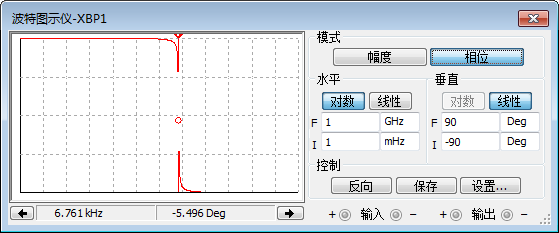 波特图示仪-XBP1
模式
幅度 相位
水平 垂直
对数 线性 对数 线性
F 1 GHz F 90 Deg
I 1 mHz I -90 Deg
控制
反向 保存 设置...
6.761 kHz -5.496 Deg
+ 输入 - + 输出 -